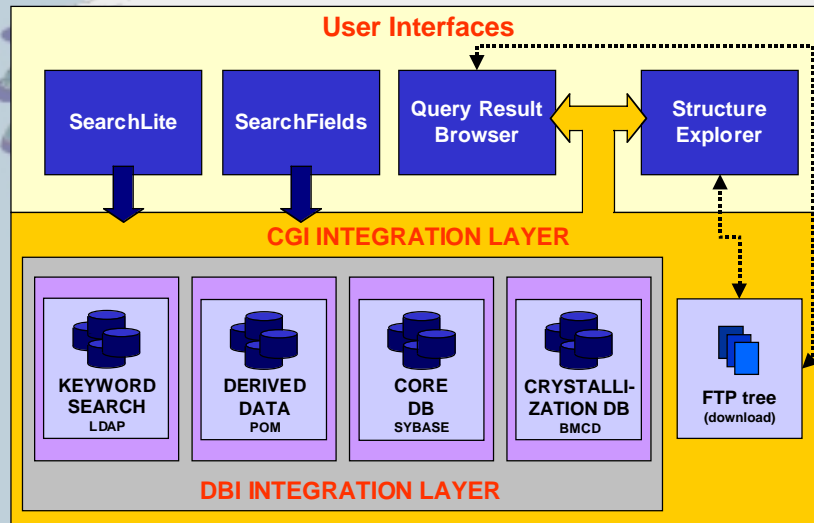 User Interfaces
SearchLite
SearchFields
Query Result
Browser
Structure
Explorer
CGI INTEGRATION LAYER
KEYWORD
SEARCH
LDAP
DERIVED
DATA
POM
CORE
DB
SYBASE
CRYSTALLI-
ZATION DB
BMCD
FTP tree
(download)
DBI INTEGRATION LAYER